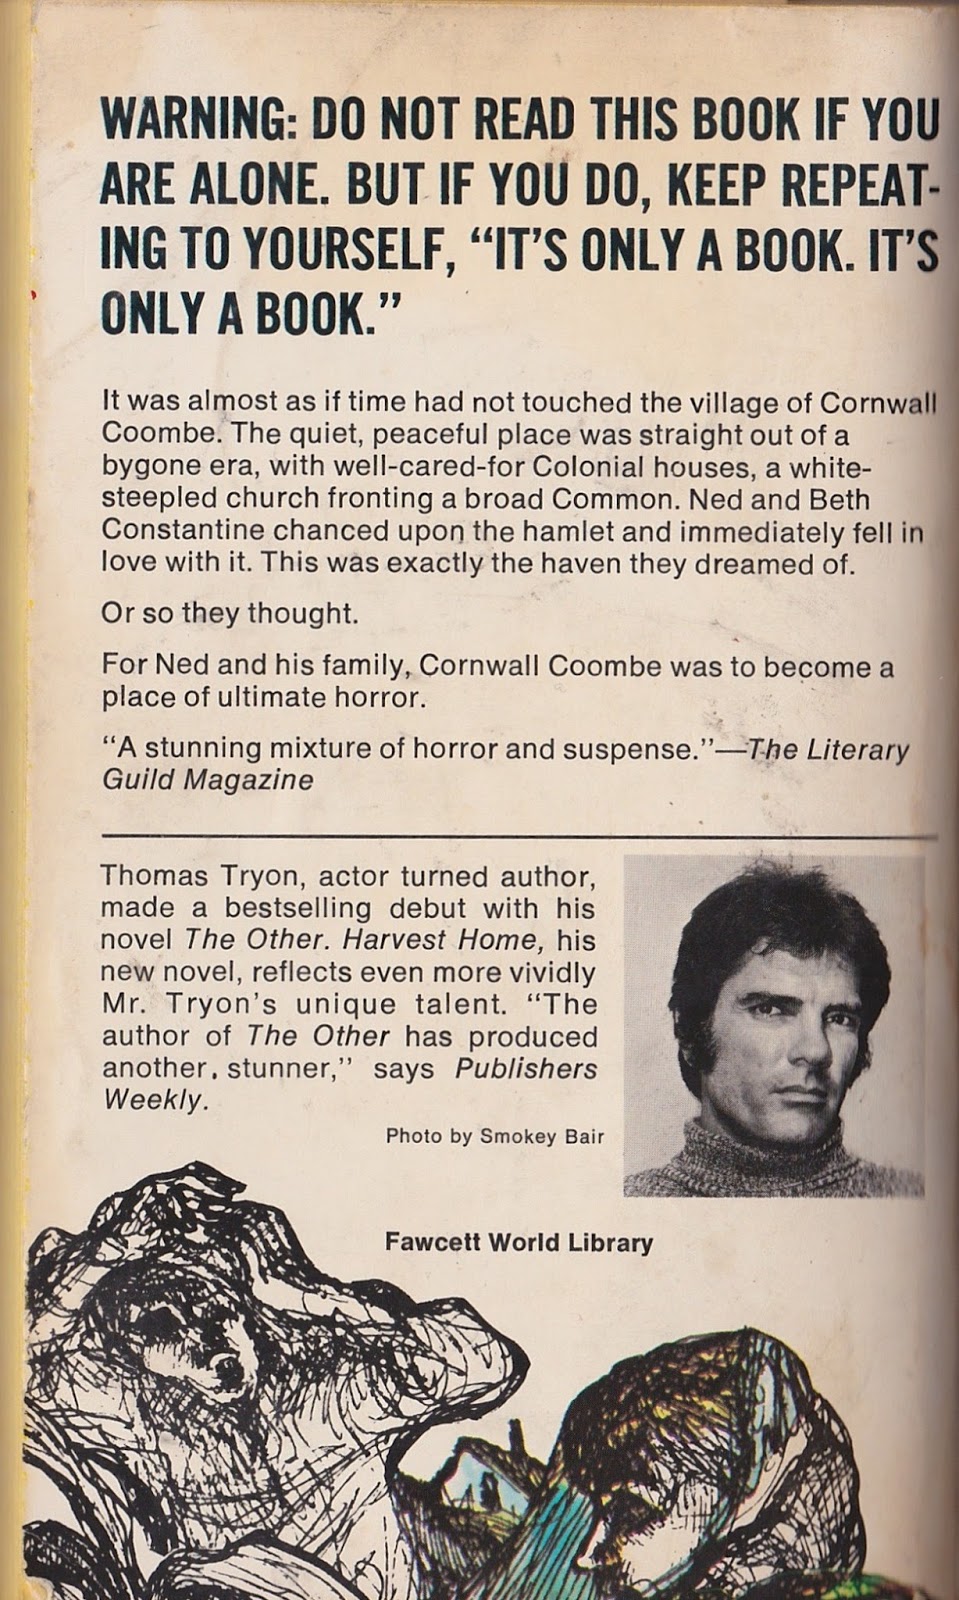 WARNING: DO NOT READ THIS BOOK IF YOU
ARE ALONE. BUT IF YOU DO, KEEP REPEAT-
ING TO YOURSELF, “IT’S ONLY A BOOK. IT’S
ONLY A BOOK.”
It was almost as if time had not touched the village of Cornwall
Coombe. The quiet, peaceful place was straight out of a
bygone era, with well-cared-for Colonial houses, a white-
steepled church fronting a broad Common. Ned and Beth
Constantine chanced upon the hamlet and immediately fell in
love with it. This was exactly the haven they dreamed of.
Or so they thought.
For Ned and his family, Cornwall Coombe was to become a
place of ultimate horror.
“A stunning mixture of horror and suspense.”—The Literary
Guild Magazine
Thomas Tryon, actor turned author,
made a bestselling debut with his
novel The Other. Harvest Home, his
new novel, reflects even more vividly
Mr. Tryon’s unique talent. “The
author of The Other has produced
another stunner,” says Publishers
Weekly.
Photo by Smokey Bair
Fawcett World Library